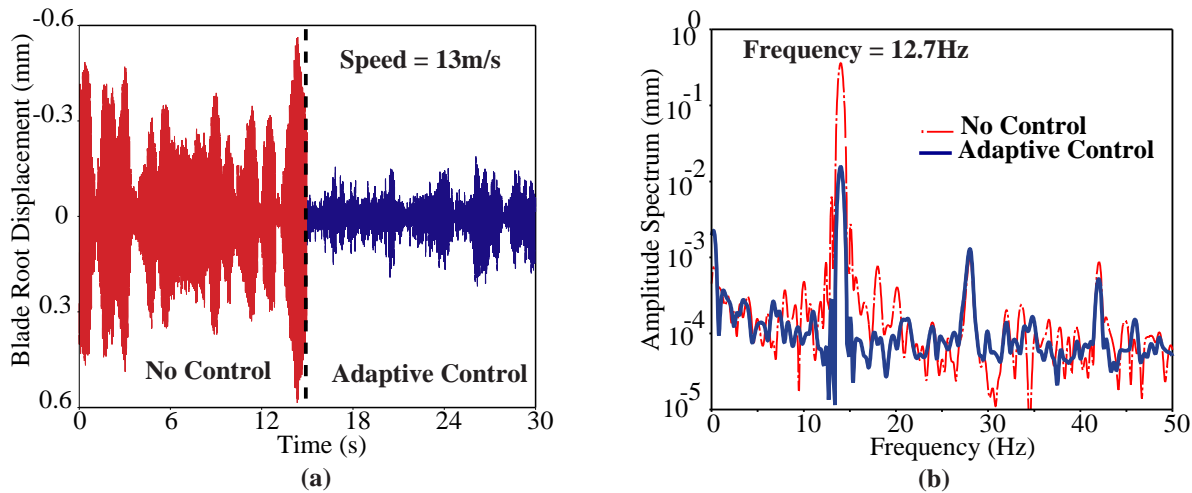 -0.6
-0.3
0
0.3
0.6
Blade Root Displacement (mm)
Speed = 13m/s
No Control
Adaptive Control
0 6 12 18 24 30
Time (s)
(a)
10^0
10^-1
10^-2
10^-3
10^-4
10^-5
Amplitude Spectrum (mm)
Frequency = 12.7Hz
No Control
Adaptive Control
0 10 20 30 40 50
Frequency (Hz)
(b)